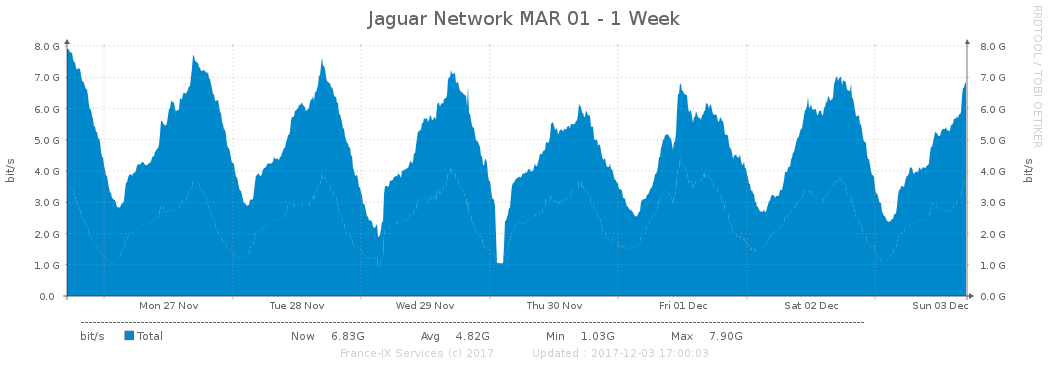 Jaguar Network MAR 01 - 1 Week
RRDTOOL / TOBI OETIKER
bit/s
bit/s
8.0 G 8.0 G
7.0 G 7.0 G
6.0 G 6.0 G
5.0 G 5.0 G
4.0 G 4.0 G
3.0 G 3.0 G
2.0 G 2.0 G
1.0 G 1.0 G
0.0 0.0 G
Mon 27 Nov Tue 28 Nov Wed 29 Nov Thu 30 Nov Fri 01 Dec Sat 02 Dec Sun 03 Dec
bit/s Total Now 6.83G Avg 4.82G Min 1.03G Max 7.90G
France-IX Services (c) 2017 Updated : 2017-12-03 17:00:03